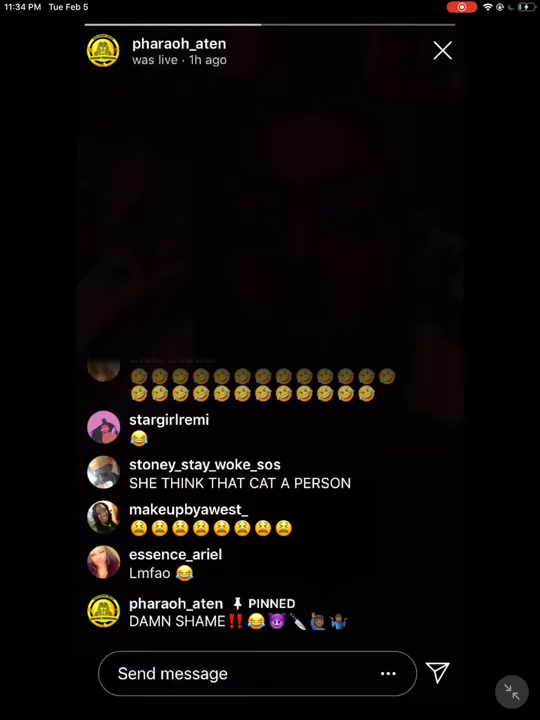 11:34 PM Tue Feb 5
pharaoh_aten
was live · 1h ago
🤣🤣🤣🤣🤣🤣🤣🤣🤣🤣🤣🤣🤣
🤣🤣🤣🤣🤣🤣🤣🤣🤣🤣🤣🤣
stargirlremi
😂
stoney_stay_woke_sos
SHE THINK THAT CAT A PERSON
makeupbyawest_
😫😫😫😫😫😫😫😫
essence_ariel
Lmfao 😂
pharaoh_aten PINNED
DAMN SHAME‼️😂😈🔪🙋🏾‍♂️🤷🏾‍♂️
Send message